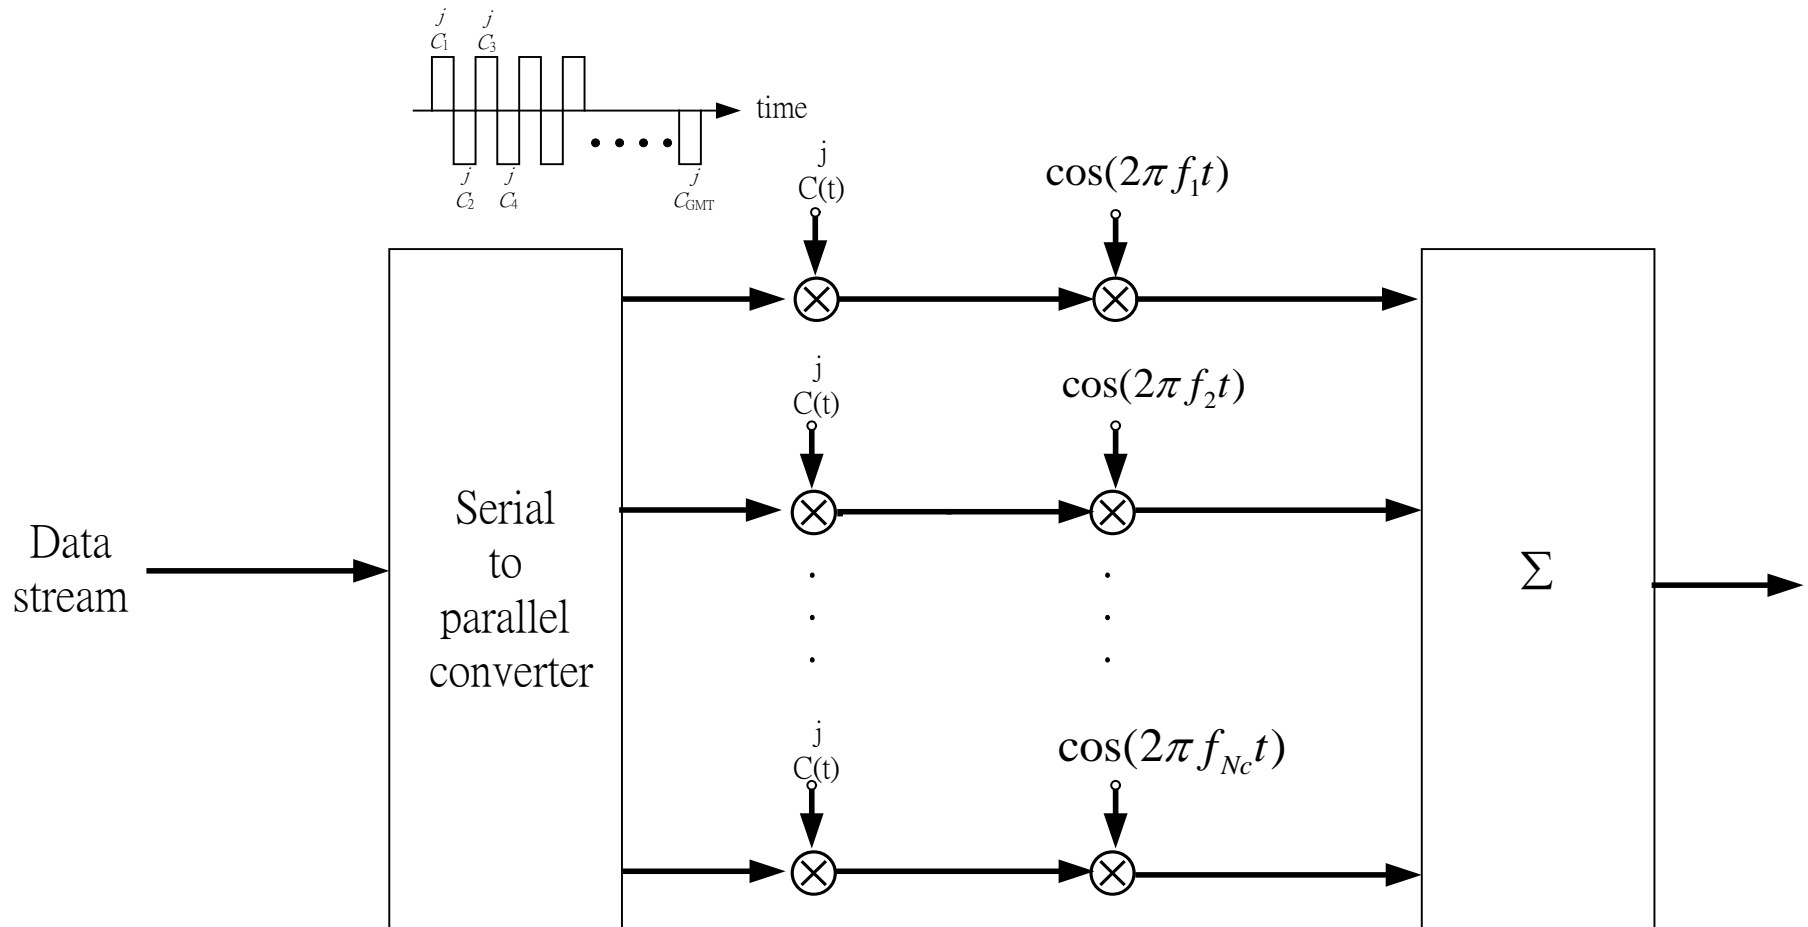 j j
C1 C3
time
j j j
C2 C4 CGMT
j
C(t)
cos(2π f1t)
j
C(t)
cos(2π f2t)
Data
stream
Serial
to
parallel
converter
Σ
j
C(t)
cos(2π fNct)